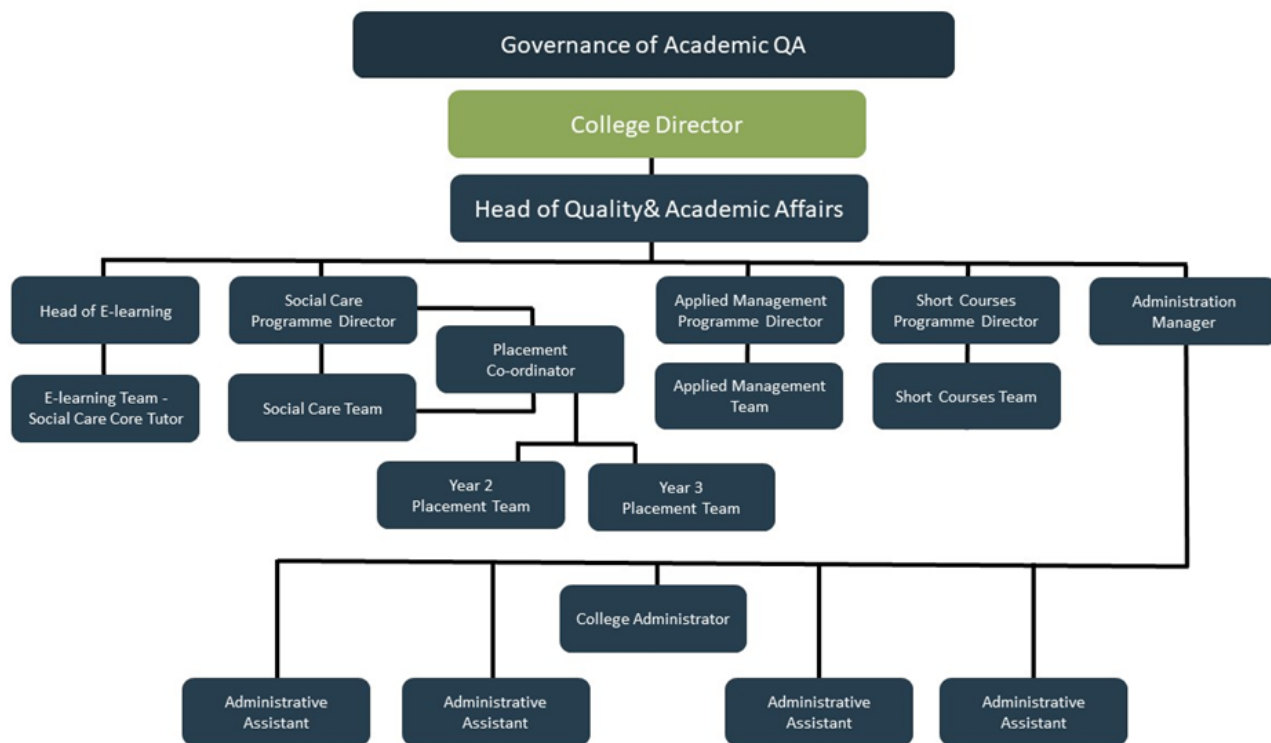 Governance of Academic QA
College Director
Head of Quality& Academic Affairs
Head of E-learning
Social Care
Programme Director
Applied Management
Programme Director
Short Courses
Programme Director
Administration
Manager
Placement
Co-ordinator
E-learning Team -
Social Care Core Tutor
Social Care Team
Applied Management
Team
Short Courses Team
Year 2
Placement Team
Year 3
Placement Team
College Administrator
Administrative
Assistant
Administrative
Assistant
Administrative
Assistant
Administrative
Assistant